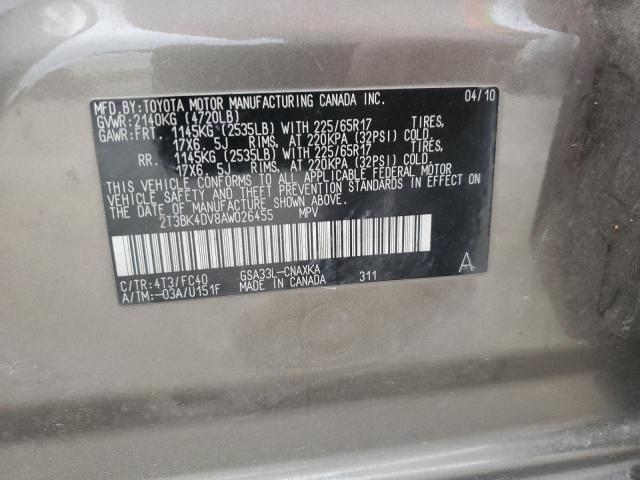 MFD.BY:TOYOTA MOTOR MANUFACTURING CANADA INC. 04/10
GVWR:2140KG (4720LB)
GAWR:FRT. 1145KG (2535LB) WITH 225/65R17 TIRES,
17X6. 5J RIMS, AT 220KPA (32PSI) COLD.
RR. 1145KG (2535LB) WITH 225/65R17 TIRES,
17X6. 5J RIMS, AT 220KPA (32PSI) COLD.
THIS VEHICLE CONFORMS TO ALL APPLICABLE FEDERAL MOTOR
VEHICLE SAFETY AND THEFT PREVENTION STANDARDS IN EFFECT ON
THE DATE OF MANUFACTURE SHOWN ABOVE.
2T3BK4DV8AW026455 MPV
C/TR:4T3/FC40 GSA33L-CNAXKA 311
A/TM:-03A/U151F MADE IN CANADA
A